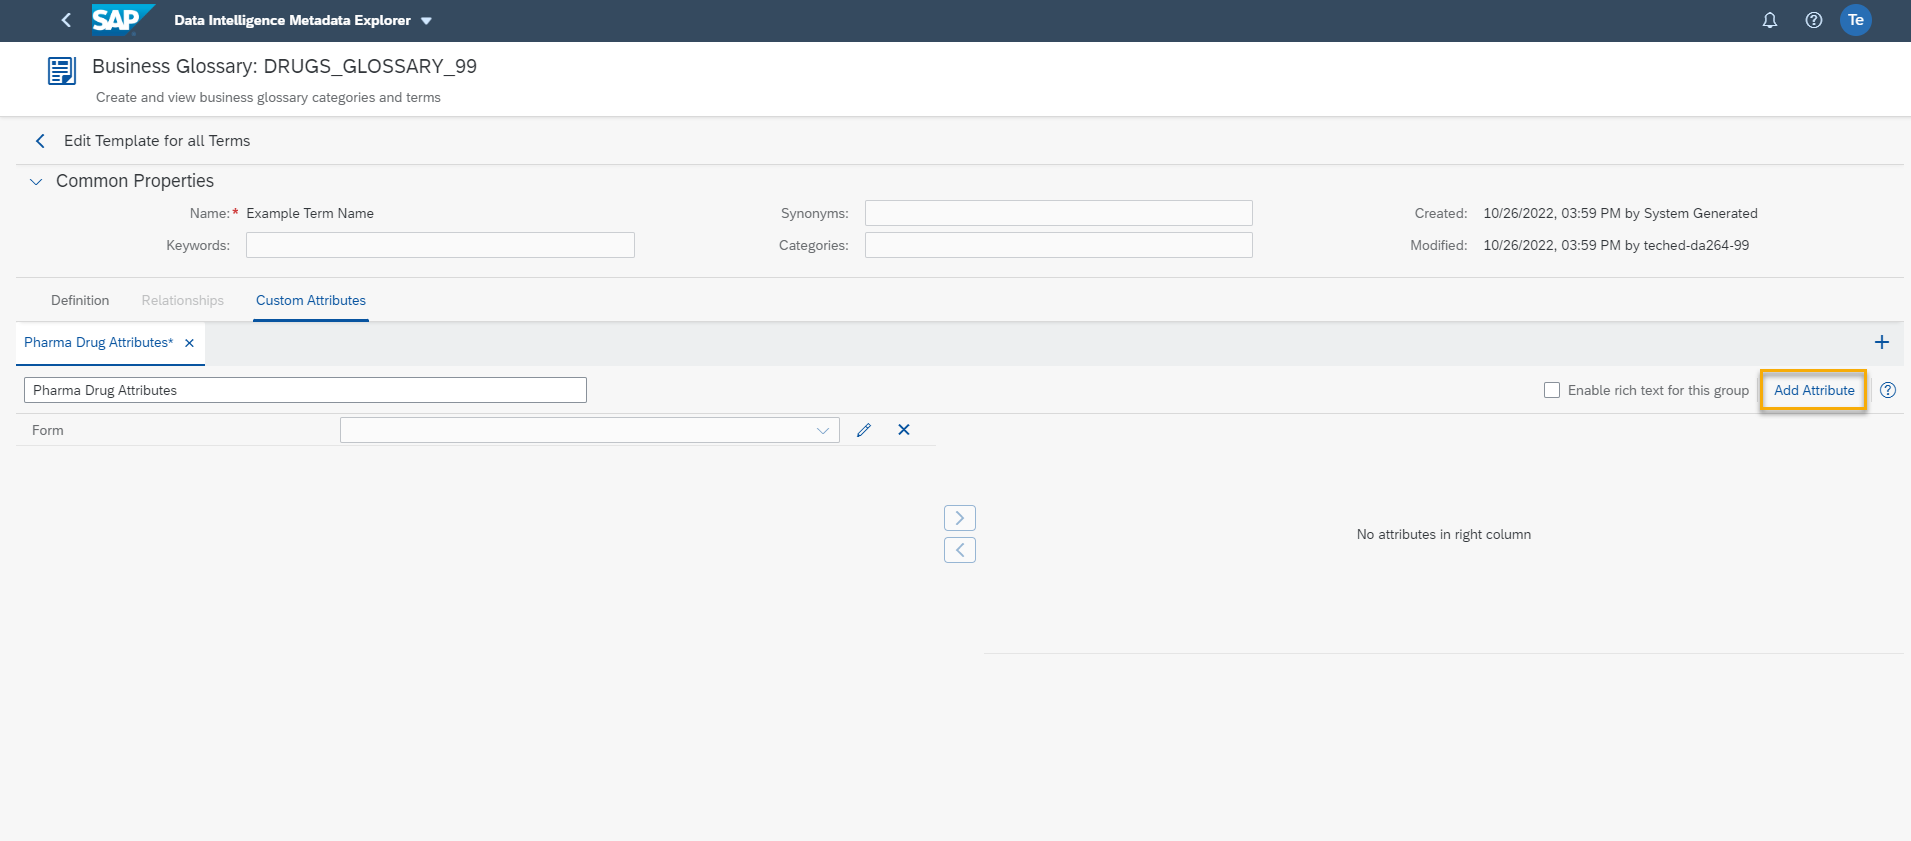 SAP Data Intelligence Metadata Explorer Te
Business Glossary: DRUGS_GLOSSARY_99
Create and view business glossary categories and terms
Edit Template for all Terms
Common Properties
Name:* Example Term Name Synonyms: Created: 10/26/2022, 03:59 PM by System Generated
Keywords: Categories: Modified: 10/26/2022, 03:59 PM by teched-da264-99
Definition Relationships Custom Attributes
Pharma Drug Attributes*
Pharma Drug Attributes Enable rich text for this group Add Attribute
Form
No attributes in right column